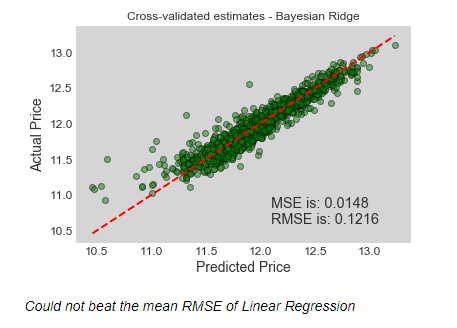 Cross-validated estimates - Bayesian Ridge
13.0
12.5
12.0
11.5
11.0
10.5
Actual Price
MSE is: 0.0148
RMSE is: 0.1216
10.5 11.0 11.5 12.0 12.5 13.0
Predicted Price
Could not beat the mean RMSE of Linear Regression